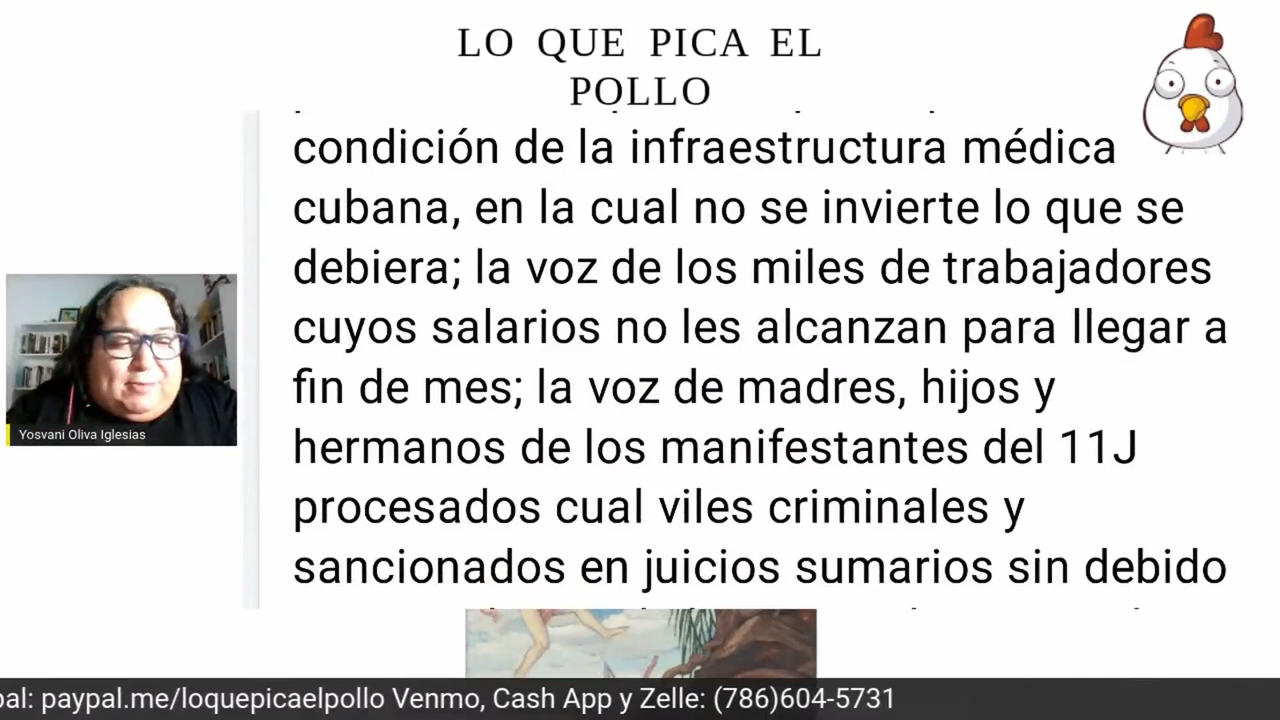 LO QUE PICA EL
POLLO
condición de la infraestructura médica
cubana, en la cual no se invierte lo que se
debiera; la voz de los miles de trabajadores
cuyos salarios no les alcanzan para llegar a
fin de mes; la voz de madres, hijos y
hermanos de los manifestantes del 11J
procesados cual viles criminales y
sancionados en juicios sumarios sin debido
Yosvani Oliva Iglesias
pal: paypal.me/loquepicaelpollo Venmo, Cash App y Zelle: (786)604-5731